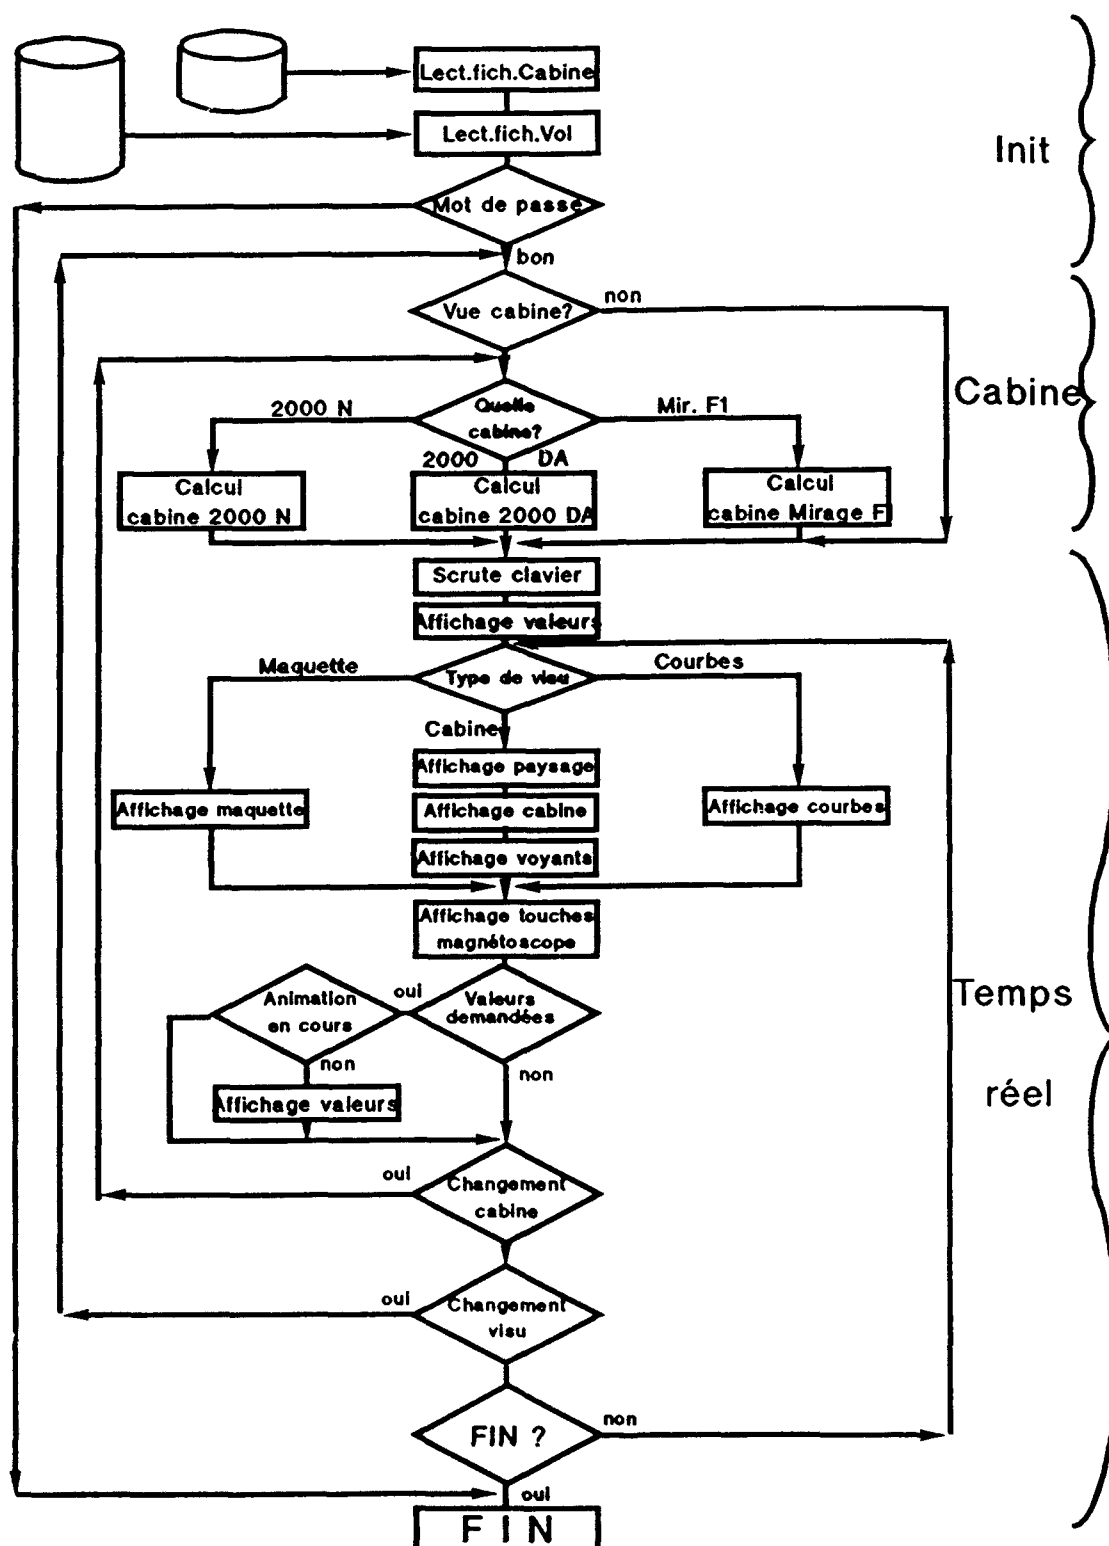 Lect.fich.Cabine
Lect.fich.Vol
Init
Mot de passe
bon
Vue cabine?
non
Cabine
2000 N
Quelle
cabine?
Mir. F1
2000 DA
Calcul
cabine 2000 N
Calcul
cabine 2000 DA
Calcul
cabine Mirage F1
Scrute clavier
Affichage valeurs
Maquette
Type de visu
Courbes
Cabine
Affichage paysage
Affichage maquette
Affichage cabine
Affichage courbes
Affichage voyants
Affichage touches
magnétoscope
Temps
réel
Animation
en cours
oui
Valeurs
demandées
non
non
Affichage valeurs
oui
Changement
cabine
oui
Changement
visu
FIN ?
non
oui
F I N